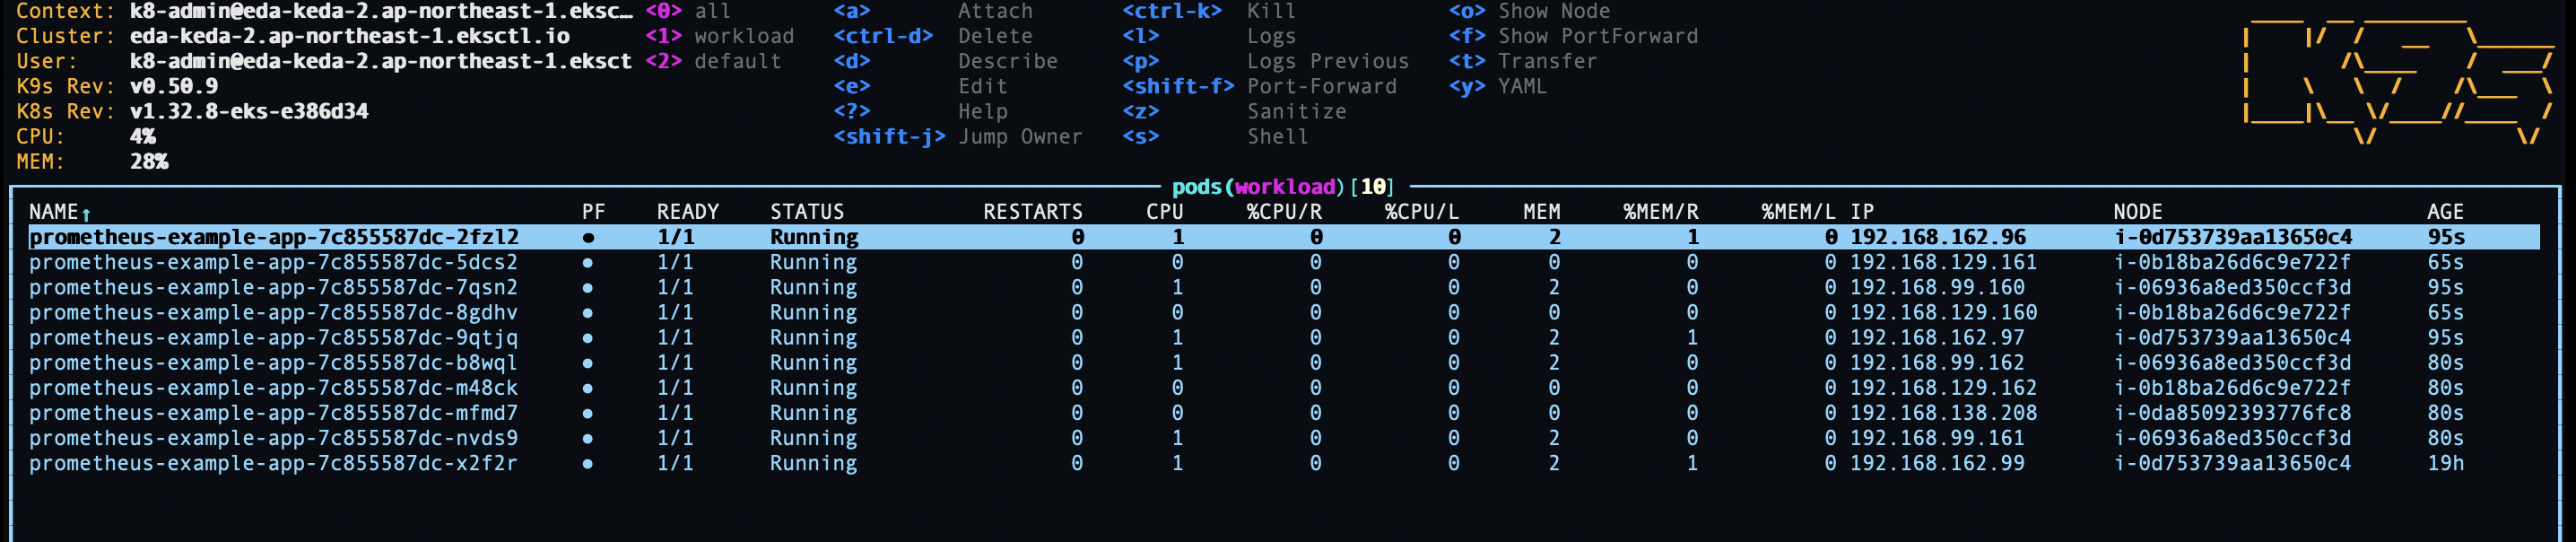 Context: k8-admin@eda-keda-2.ap-northeast-1.eksc… <0> all <a> Attach <ctrl-k> Kill <o> Show Node
Cluster: eda-keda-2.ap-northeast-1.eksctl.io <1> workload <ctrl-d> Delete <l> Logs <f> Show PortForward
User: k8-admin@eda-keda-2.ap-northeast-1.eksct <2> default <d> Describe <p> Logs Previous <t> Transfer
K9s Rev: v0.50.9 <e> Edit <shift-f> Port-Forward <y> YAML
K8s Rev: v1.32.8-eks-e386d34 <?> Help <z> Sanitize
CPU: 4% <shift-j> Jump Owner <s> Shell
MEM: 28%
K9s
pods(workload)[10]
NAME↑ PF READY STATUS RESTARTS CPU %CPU/R %CPU/L MEM %MEM/R %MEM/L IP NODE AGE
prometheus-example-app-7c855587dc-2fzl2 ● 1/1 Running 0 1 0 0 2 1 0 192.168.162.96 i-0d753739aa13650c4 95s
prometheus-example-app-7c855587dc-5dcs2 ● 1/1 Running 0 0 0 0 0 0 0 192.168.129.161 i-0b18ba26d6c9e722f 65s
prometheus-example-app-7c855587dc-7qsn2 ● 1/1 Running 0 1 0 0 2 0 0 192.168.99.160 i-06936a8ed350ccf3d 95s
prometheus-example-app-7c855587dc-8gdhv ● 1/1 Running 0 0 0 0 0 0 0 192.168.129.160 i-0b18ba26d6c9e722f 65s
prometheus-example-app-7c855587dc-9qtjq ● 1/1 Running 0 1 0 0 2 1 0 192.168.162.97 i-0d753739aa13650c4 95s
prometheus-example-app-7c855587dc-b8wql ● 1/1 Running 0 1 0 0 2 0 0 192.168.99.162 i-06936a8ed350ccf3d 80s
prometheus-example-app-7c855587dc-m48ck ● 1/1 Running 0 0 0 0 0 0 0 192.168.129.162 i-0b18ba26d6c9e722f 80s
prometheus-example-app-7c855587dc-mfmd7 ● 1/1 Running 0 0 0 0 0 0 0 192.168.138.208 i-0da85092393776fc8 80s
prometheus-example-app-7c855587dc-nvds9 ● 1/1 Running 0 1 0 0 2 0 0 192.168.99.161 i-06936a8ed350ccf3d 80s
prometheus-example-app-7c855587dc-x2f2r ● 1/1 Running 0 1 0 0 2 1 0 192.168.162.99 i-0d753739aa13650c4 19h